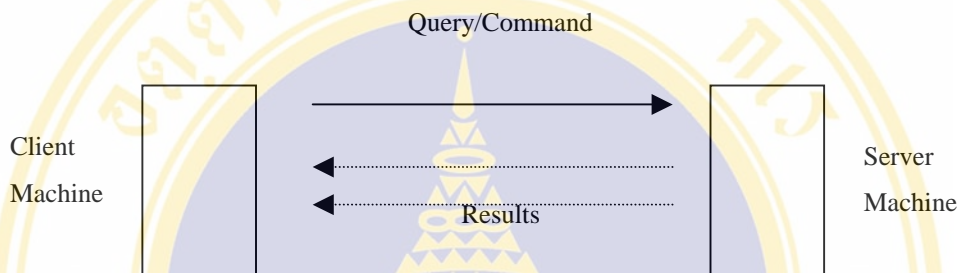 Query/Command
Client
Machine
Server
Machine
Results